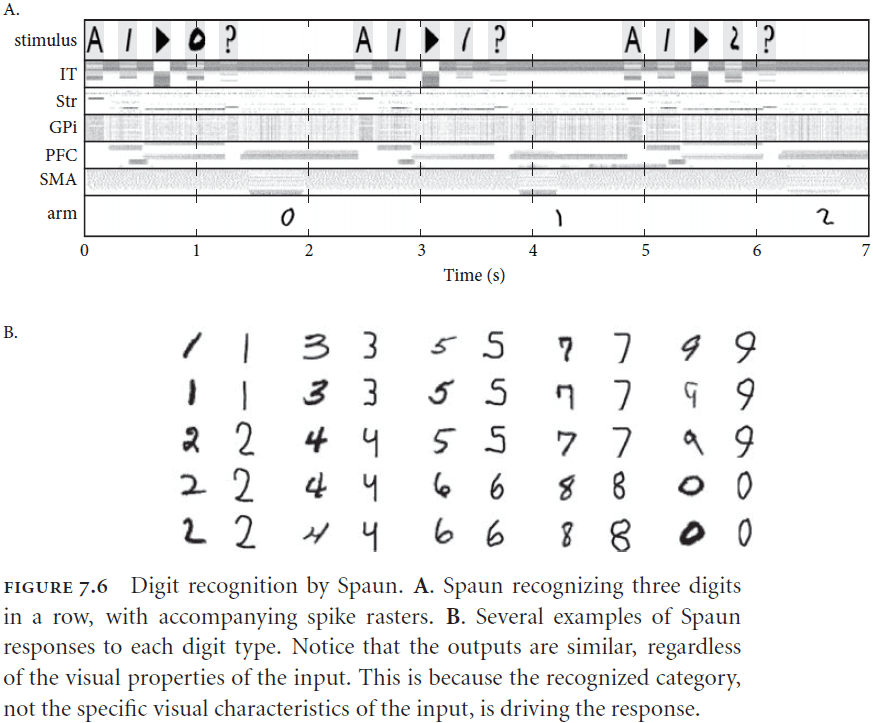 A.
stimulus A 1 ▶ 0 ? A 1 ▶ 1 ? A 1 ▶ 2 ?
IT
Str
GPi
PFC
SMA
arm 0 1 2
0 1 2 3 4 5 6 7
Time (s)
B.
1 1 3 3 5 5 7 7 9 9
1 1 3 3 5 5 7 7 9 9
2 2 4 4 5 5 7 7 9 9
2 2 4 4 6 6 8 8 0 0
2 2 4 4 6 6 8 8 0 0
FIGURE 7.6 Digit recognition by Spaun. A. Spaun recognizing three digits
in a row, with accompanying spike rasters. B. Several examples of Spaun
responses to each digit type. Notice that the outputs are similar, regardless
of the visual properties of the input. This is because the recognized category,
not the specific visual characteristics of the input, is driving the response.